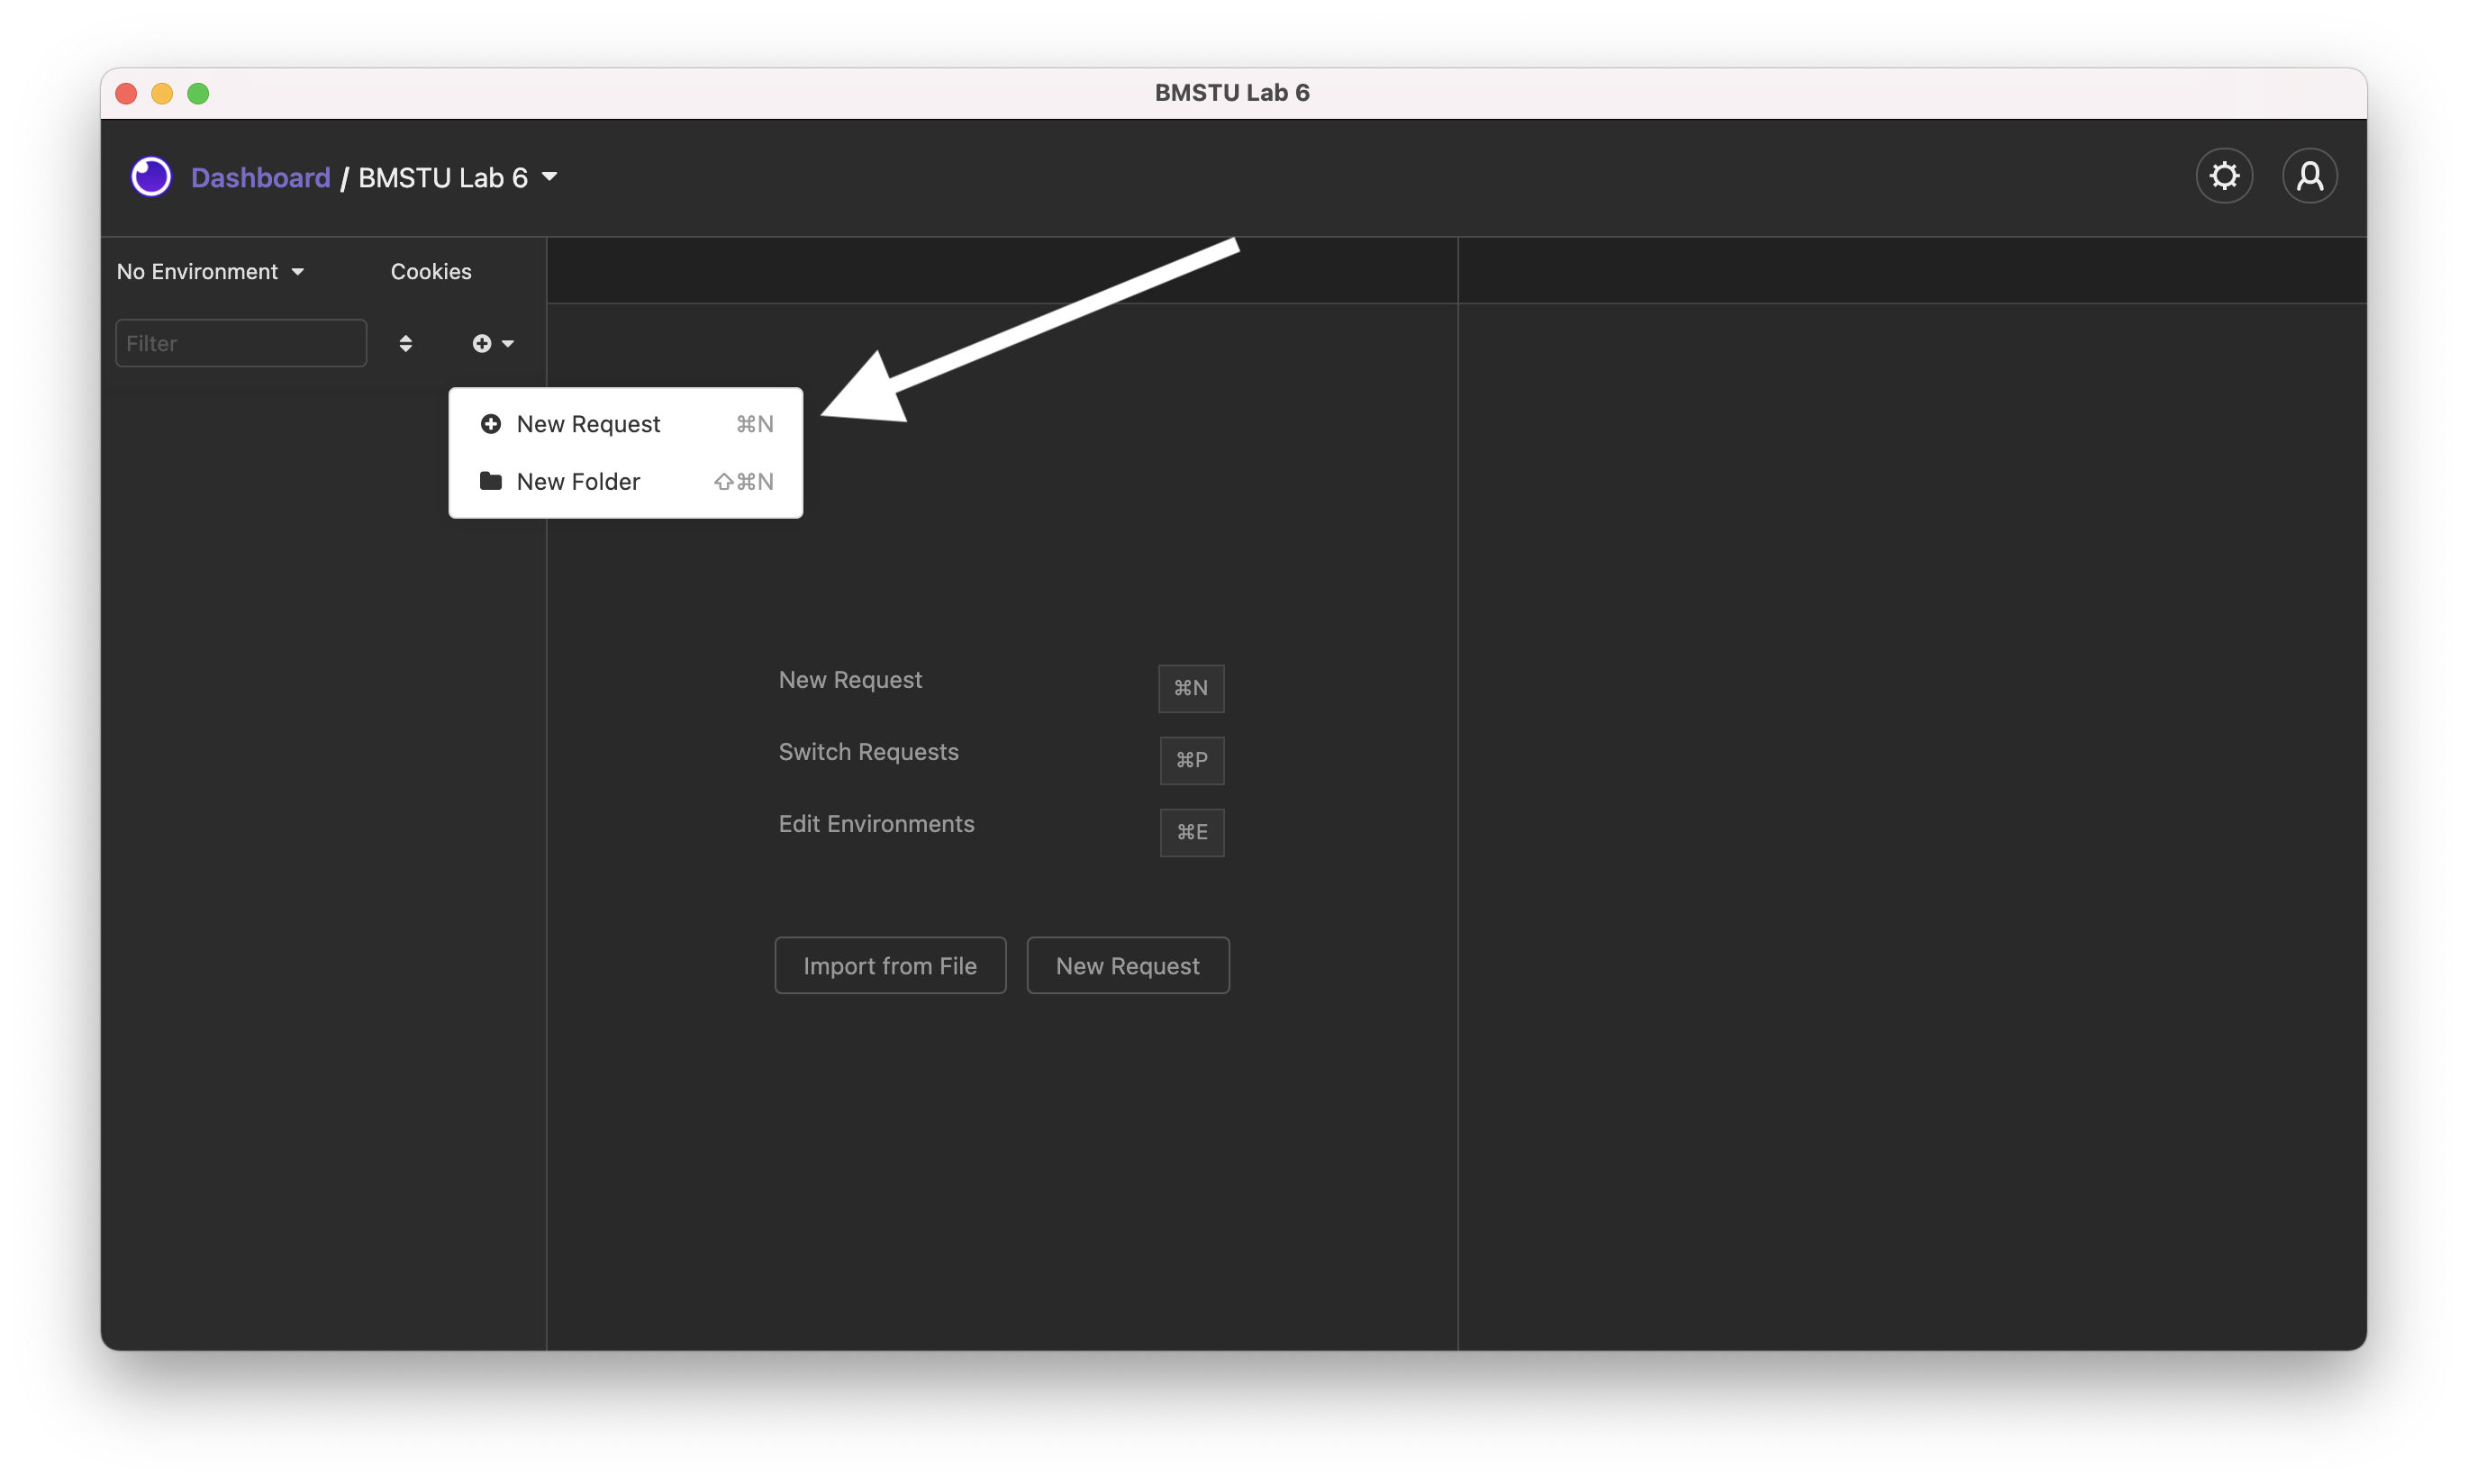 BMSTU Lab 6
Dashboard / BMSTU Lab 6
No Environment
Cookies
Filter
New Request ⌘N
New Folder ⇧⌘N
New Request ⌘N
Switch Requests ⌘P
Edit Environments ⌘E
Import from File
New Request